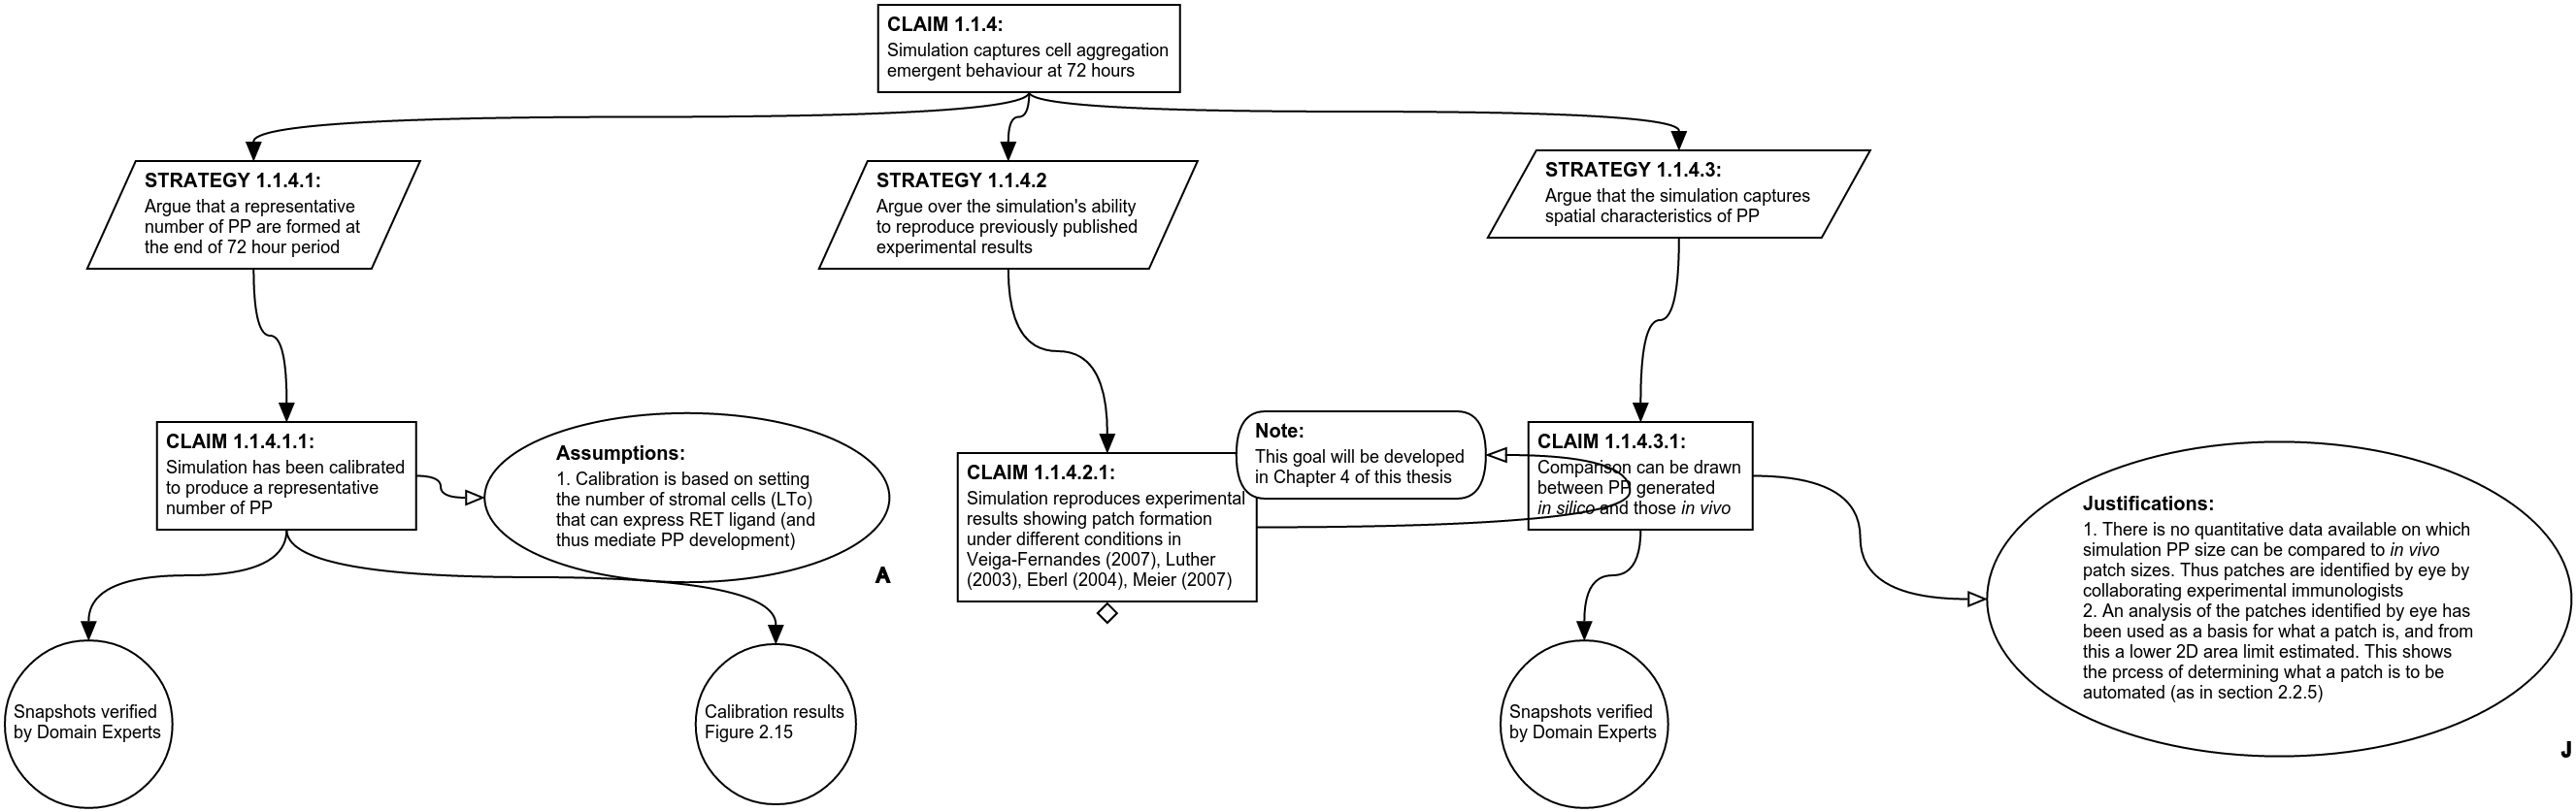 CLAIM 1.1.4:
Simulation captures cell aggregation
emergent behaviour at 72 hours
STRATEGY 1.1.4.1:
Argue that a representative
number of PP are formed at
the end of 72 hour period
STRATEGY 1.1.4.2
Argue over the simulation's ability
to reproduce previously published
experimental results
STRATEGY 1.1.4.3:
Argue that the simulation captures
spatial characteristics of PP
CLAIM 1.1.4.1.1:
Simulation has been calibrated
to produce a representative
number of PP
Assumptions:
1. Calibration is based on setting
the number of stromal cells (LTo)
that can express RET ligand (and
thus mediate PP development)
A
CLAIM 1.1.4.2.1:
Simulation reproduces experimental
results showing patch formation
under different conditions in
Veiga-Fernandes (2007), Luther
(2003), Eberl (2004), Meier (2007)
Note:
This goal will be developed
in Chapter 4 of this thesis
CLAIM 1.1.4.3.1:
Comparison can be drawn
between PP generated
in silico and those in vivo
Justifications:
1. There is no quantitative data available on which
simulation PP size can be compared to in vivo
patch sizes. Thus patches are identified by eye by
collaborating experimental immunologists
2. An analysis of the patches identified by eye has
been used as a basis for what a patch is, and from
this a lower 2D area limit estimated. This shows
the prcess of determining what a patch is to be
automated (as in section 2.2.5)
J
Snapshots verified
by Domain Experts
Calibration results
Figure 2.15
Snapshots verified
by Domain Experts